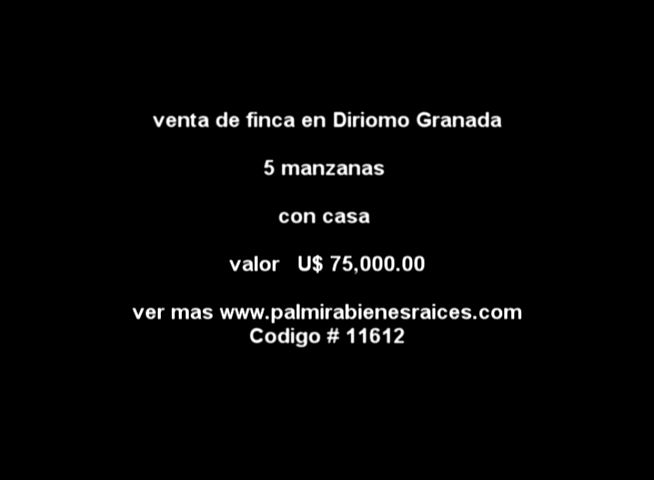 venta de finca en Diriomo Granada
5 manzanas
con casa
valor   U$ 75,000.00
ver mas www.palmirabienesraices.com
Codigo # 11612